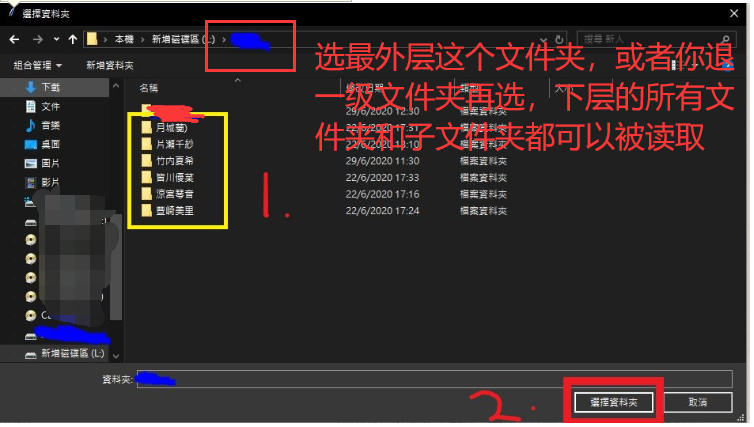 選擇資料夾
本機 › 新增磁碟區 (L:) ›
搜尋 新人
組合管理 新增資料夾
选最外层这个文件夹，或者你退
一级文件夹再选，下层的所有文
件夹和子文件夹都可以被读取
下載
文件
音樂
桌面
圖片
影片
新增磁碟區 (L:)
名稱 修改日期 類型 大小
29/6/2020 12:30 檔案資料夾
月城蘭) 22/6/2020 17:31 檔案資料夾
片瀬千紗 檔案資料夾
竹内夏希 29/6/2020 11:30 檔案資料夾
皆川優菜 22/6/2020 17:33 檔案資料夾
涼宮琴音 22/6/2020 17:16 檔案資料夾
豊崎美里 22/6/2020 17:24 檔案資料夾
1.
資料夾:
2.
選擇資料夾 取消